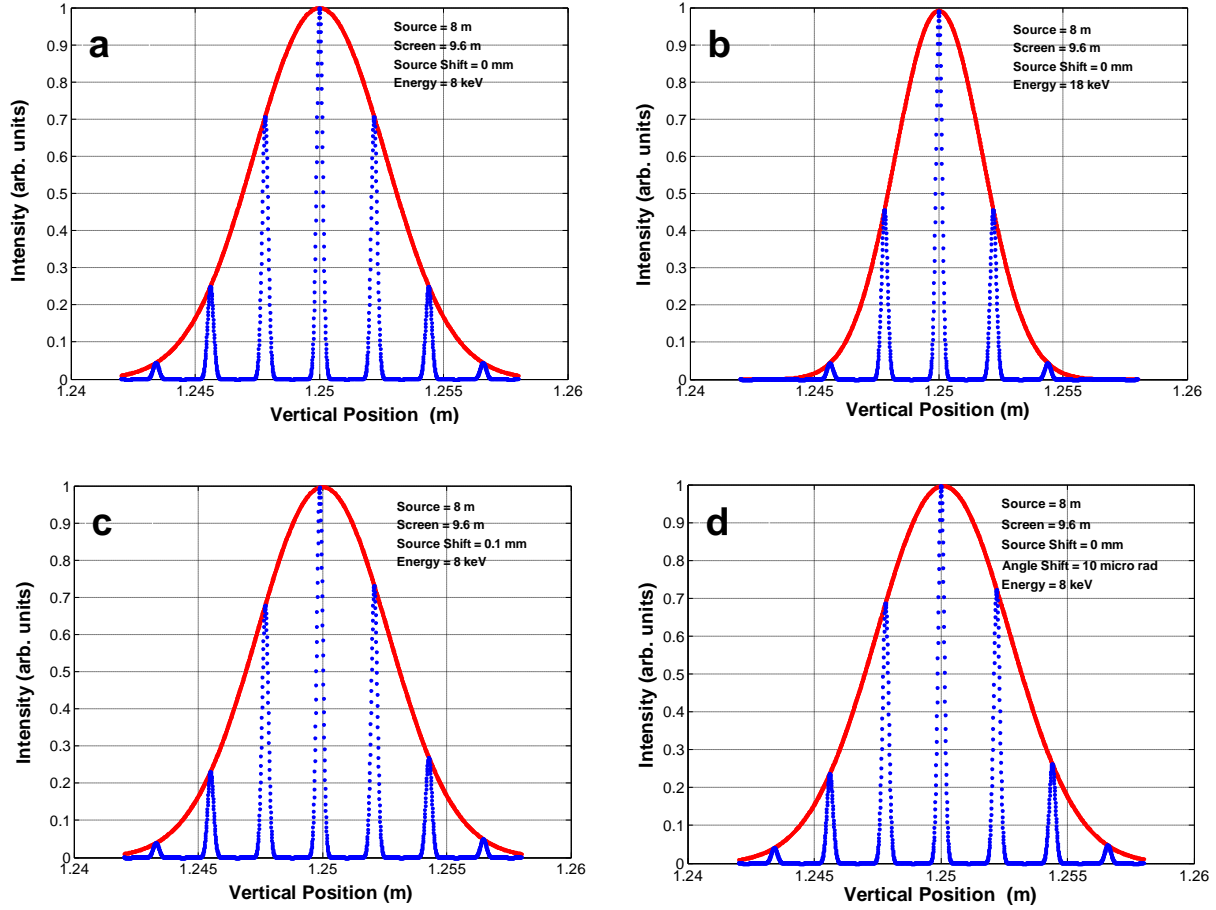 a
Source = 8 m
Screen = 9.6 m
Source Shift = 0 mm
Energy = 8 keV
Intensity (arb. units)
1
0.9
0.8
0.7
0.6
0.5
0.4
0.3
0.2
0.1
0
1.24 1.245 1.25 1.255 1.26
Vertical Position (m)
b
Source = 8 m
Screen = 9.6 m
Source Shift = 0 mm
Energy = 18 keV
Intensity (arb. units)
1
0.9
0.8
0.7
0.6
0.5
0.4
0.3
0.2
0.1
0
1.24 1.245 1.25 1.255 1.26
Vertical Position (m)
c
Source = 8 m
Screen = 9.6 m
Source Shift = 0.1 mm
Energy = 8 keV
Intensity (arb. units)
1
0.9
0.8
0.7
0.6
0.5
0.4
0.3
0.2
0.1
0
1.24 1.245 1.25 1.255 1.26
Vertical Position (m)
d
Source = 8 m
Screen = 9.6 m
Source Shift = 0 mm
Angle Shift = 10 micro rad
Energy = 8 keV
Intensity (arb. units)
1
0.9
0.8
0.7
0.6
0.5
0.4
0.3
0.2
0.1
0
1.24 1.245 1.25 1.255 1.26
Vertical Position (m)